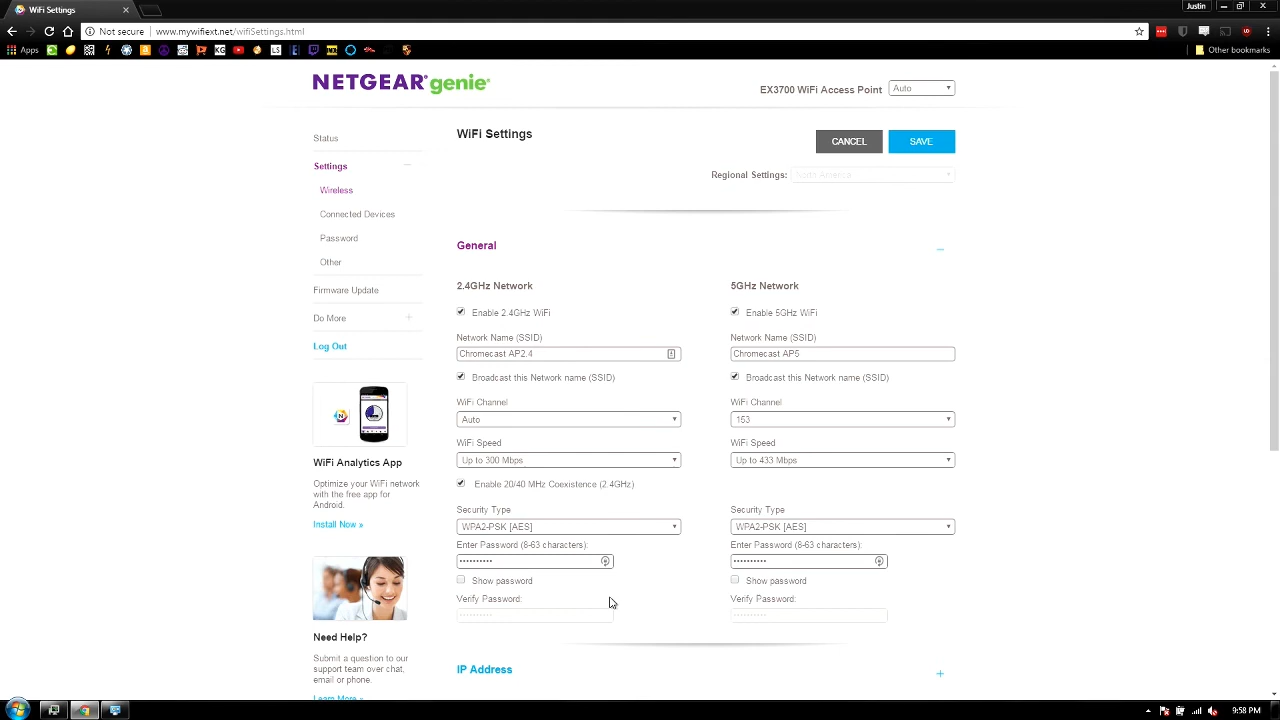 WiFi Settings
Justin
Not secure
www.mywifiext.net/wifiSettings.html
Apps
Other bookmarks
NETGEAR® genie®
EX3700 WiFi Access Point
Auto
Status
Settings
Wireless
Connected Devices
Password
Other
Firmware Update
Do More
Log Out
WiFi Analytics App
Optimize your WiFi network
with the free app for
Android.
Install Now »
Need Help?
Submit a question to our
support team over chat,
email or phone.
Learn More »
WiFi Settings
CANCEL
SAVE
Regional Settings:
North America
General
2.4GHz Network
Enable 2.4GHz WiFi
Network Name (SSID)
Chromecast AP2.4
Broadcast this Network name (SSID)
WiFi Channel
Auto
WiFi Speed
Up to 300 Mbps
Enable 20/40 MHz Coexistence (2.4GHz)
Security Type
WPA2-PSK [AES]
Enter Password (8-63 characters):
••••••••••
Show password
Verify Password:
••••••••••
5GHz Network
Enable 5GHz WiFi
Network Name (SSID)
Chromecast AP5
Broadcast this Network name (SSID)
WiFi Channel
153
WiFi Speed
Up to 433 Mbps
Security Type
WPA2-PSK [AES]
Enter Password (8-63 characters):
••••••••••
Show password
Verify Password:
••••••••••
IP Address
9:58 PM